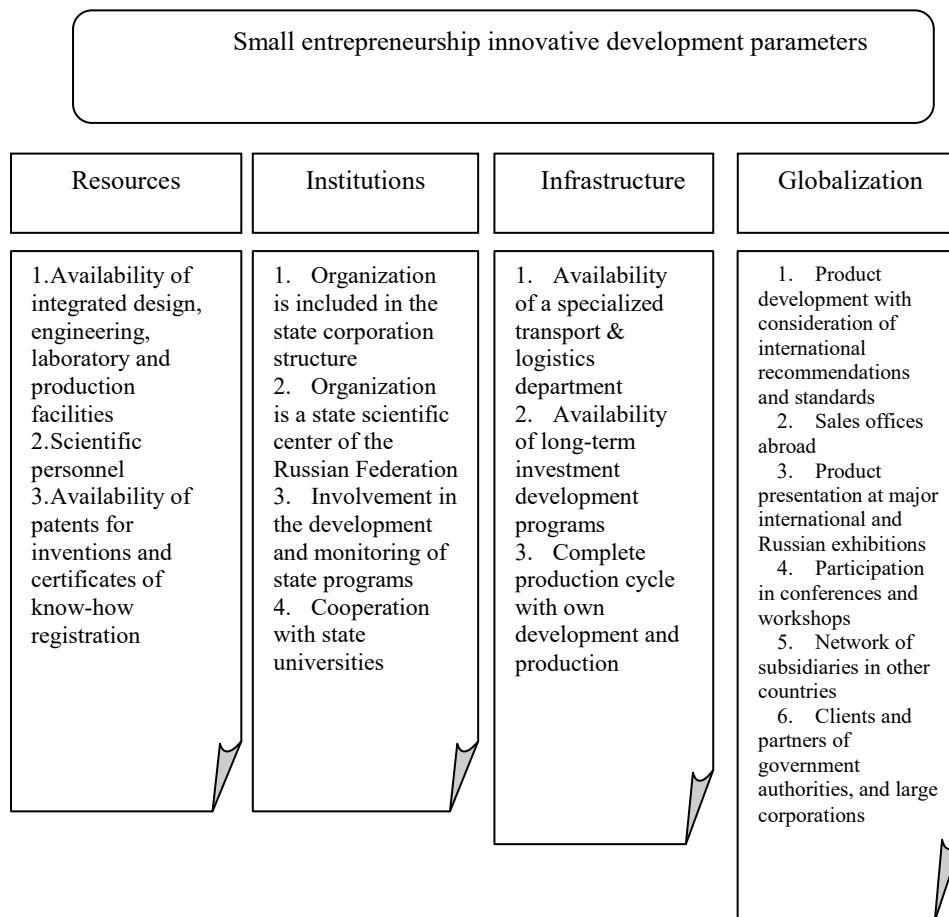 Small entrepreneurship innovative development parameters
Resources
Institutions
Infrastructure
Globalization
1.Availability of
integrated design,
engineering,
laboratory and
production
facilities
2.Scientific
personnel
3.Availability of
patents for
inventions and
certificates of
know-how
registration
1. Organization
is included in the
state corporation
structure
2. Organization
is a state scientific
center of the
Russian Federation
3. Involvement in
the development
and monitoring of
state programs
4. Cooperation
with state
universities
1. Availability
of a specialized
transport &
logistics
department
2. Availability
of long-term
investment
development
programs
3. Complete
production cycle
with own
development and
production
1. Product
development with
consideration of
international
recommendations
and standards
2. Sales offices
abroad
3. Product
presentation at major
international and
Russian exhibitions
4. Participation
in conferences and
workshops
5. Network of
subsidiaries in other
countries
6. Clients and
partners of
government
authorities, and large
corporations